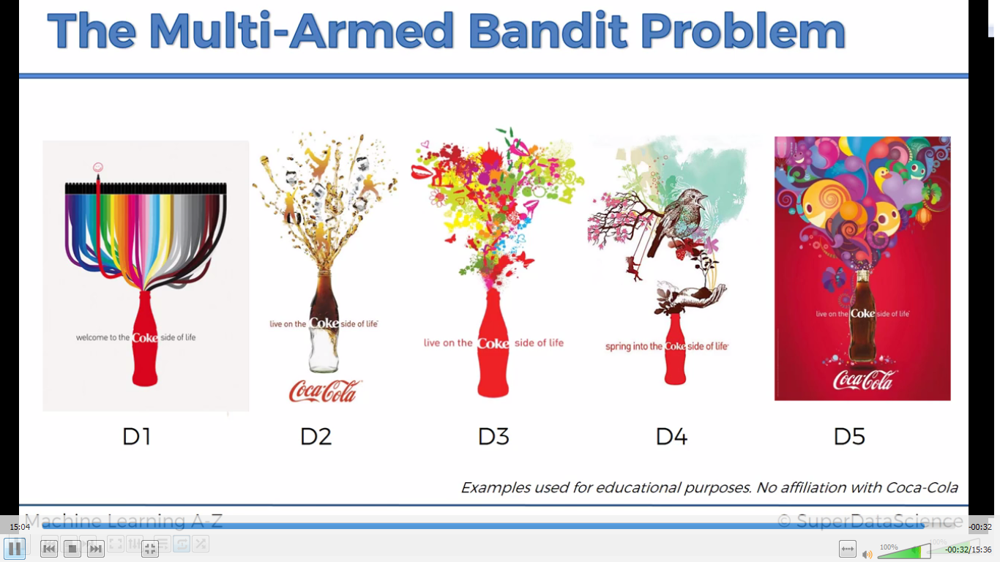 The Multi-Armed Bandit Problem
welcome to the Coke side of life
live on the Coke side of life
Coca-Cola
live on the Coke side of life
spring into the Coke side of life
live on the Coke side of life
Coca-Cola
D1 D2 D3 D4 D5
Examples used for educational purposes. No affiliation with Coca-Cola
Machine Learning A-Z © SuperDataScience
15:04 -00:32
100% 100% -00:32/15:36